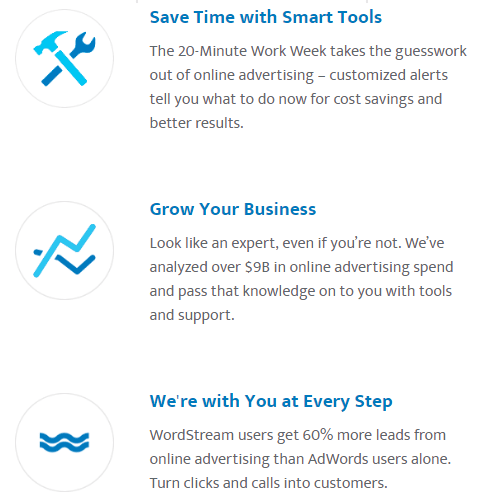 Save Time with Smart Tools
The 20-Minute Work Week takes the guesswork
out of online advertising – customized alerts
tell you what to do now for cost savings and
better results.
Grow Your Business
Look like an expert, even if you’re not. We’ve
analyzed over $9B in online advertising spend
and pass that knowledge on to you with tools
and support.
We're with You at Every Step
WordStream users get 60% more leads from
online advertising than AdWords users alone.
Turn clicks and calls into customers.